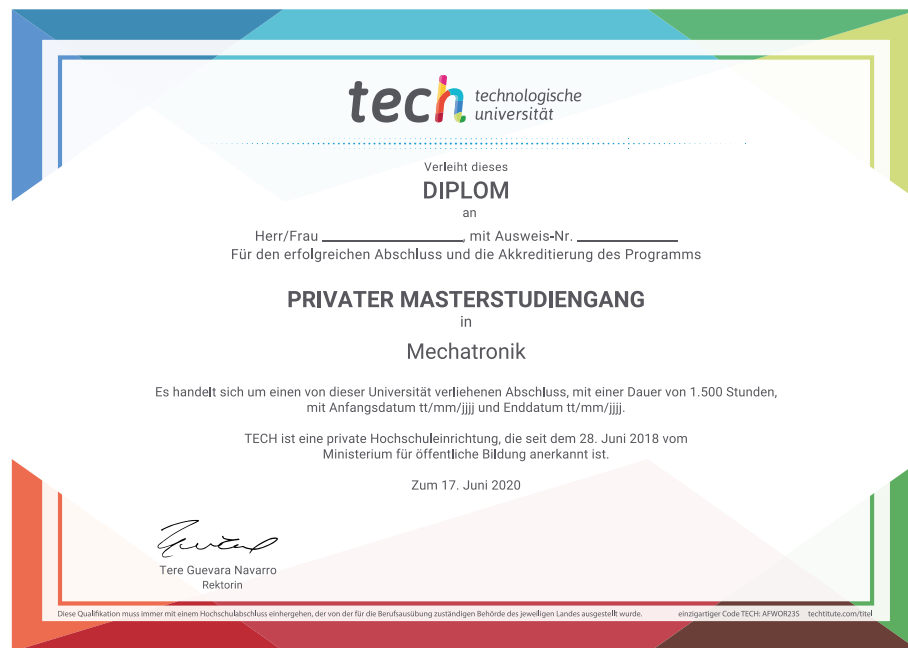 tech technologische
universität
Verleiht dieses
DIPLOM
an
Herr/Frau ____________________, mit Ausweis-Nr. ______________
Für den erfolgreichen Abschluss und die Akkreditierung des Programms
PRIVATER MASTERSTUDIENGANG
in
Mechatronik
Es handelt sich um einen von dieser Universität verliehenen Abschluss, mit einer Dauer von 1.500 Stunden,
mit Anfangsdatum tt/mm/jjjj und Enddatum tt/mm/jjjj.
TECH ist eine private Hochschuleinrichtung, die seit dem 28. Juni 2018 vom
Ministerium für öffentliche Bildung anerkannt ist.
Zum 17. Juni 2020
Tere Guevara Navarro
Rektorin
Diese Qualifikation muss immer mit einem Hochschulabschluss einhergehen, der von der für die Berufsausübung zuständigen Behörde des jeweiligen Landes ausgestellt wurde. einzigartiger Code TECH: AFWOR23S techtitute.com/titel